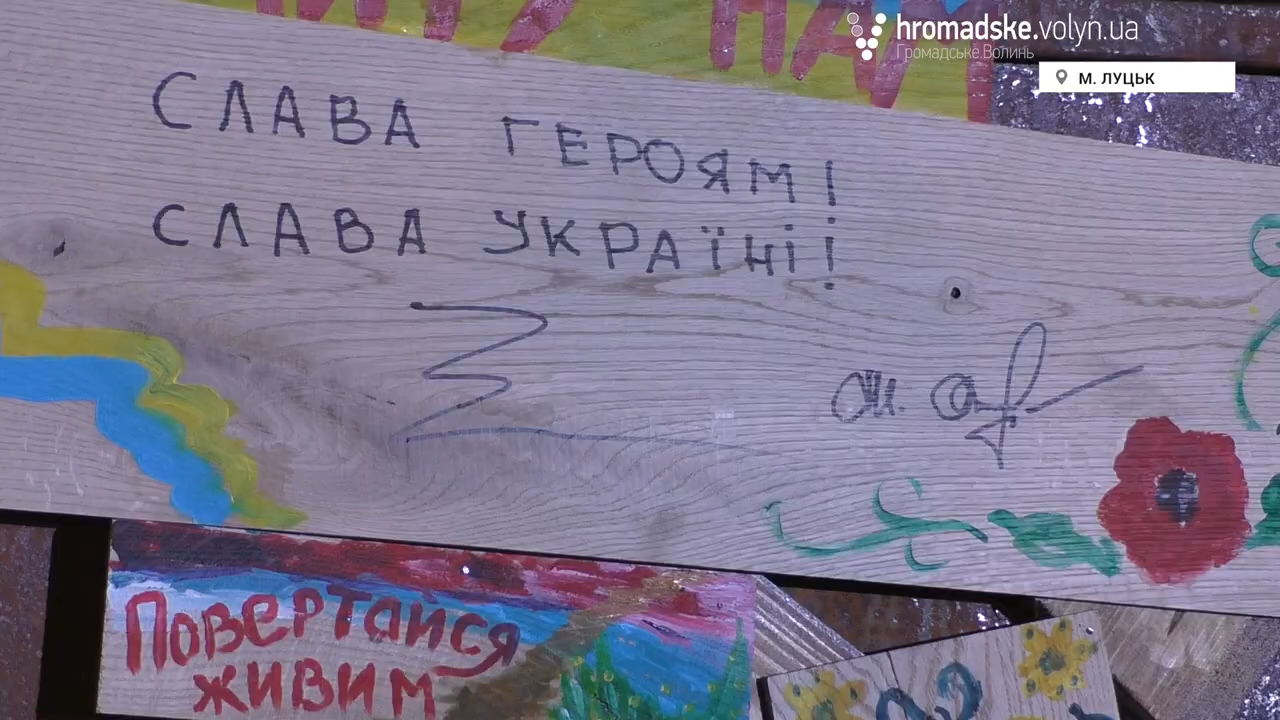 hromadske.volyn.ua
Громадське.Волинь
М. ЛУЦЬК
СЛАВА ГЕРОЯМ!
СЛАВА УКРАЇНІ!
Повертайся
живим